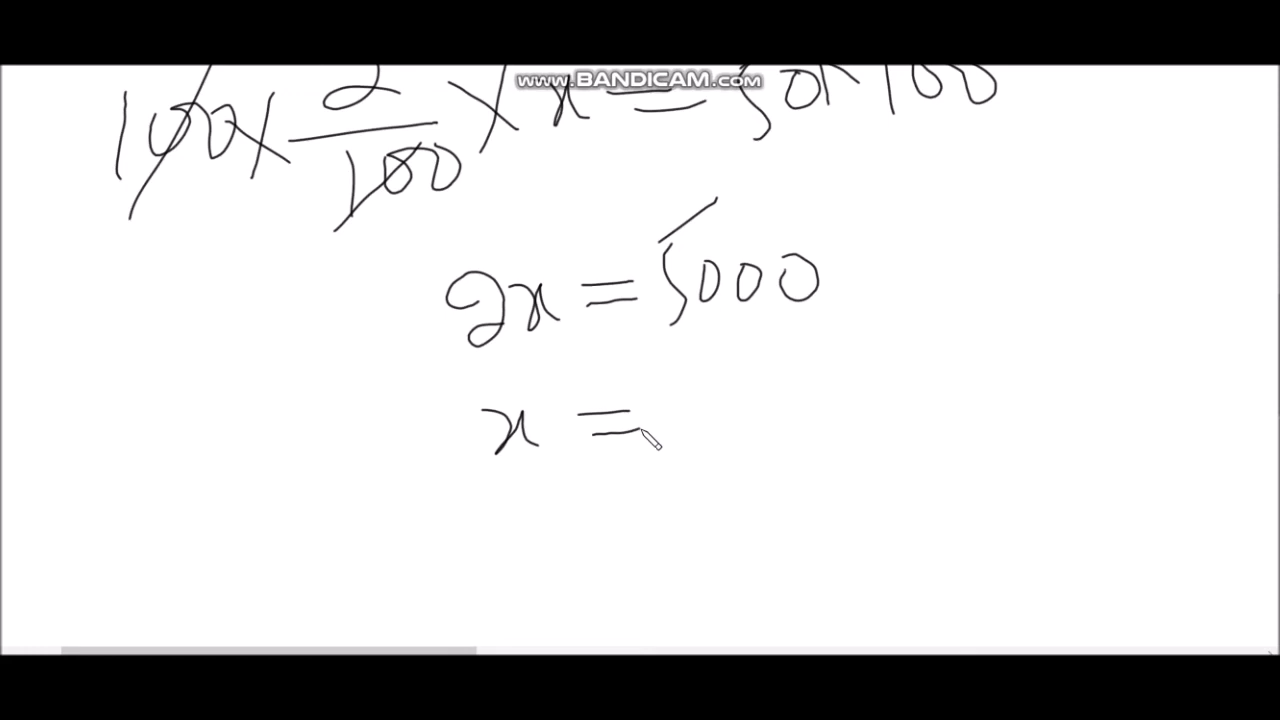 www.BANDICAM.com
100 × 2/100 × x = 50 × 100
2x = 5000
x =